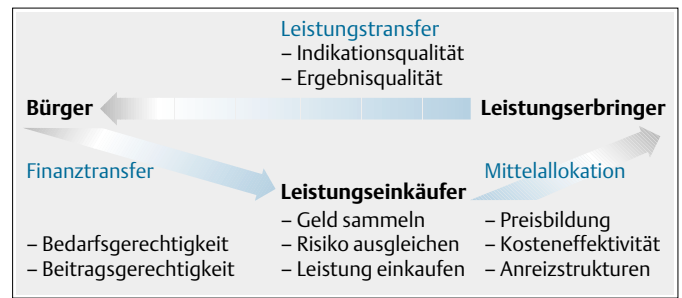 Leistungstransfer
– Indikationsqualität
– Ergebnisqualität
Bürger
Leistungserbringer
Finanztransfer
Mittelallokation
Leistungseinkäufer
– Geld sammeln
– Preisbildung
– Bedarfsgerechtigkeit
– Risiko ausgleichen
– Kosteneffektivität
– Beitragsgerechtigkeit
– Leistung einkaufen
– Anreizstrukturen